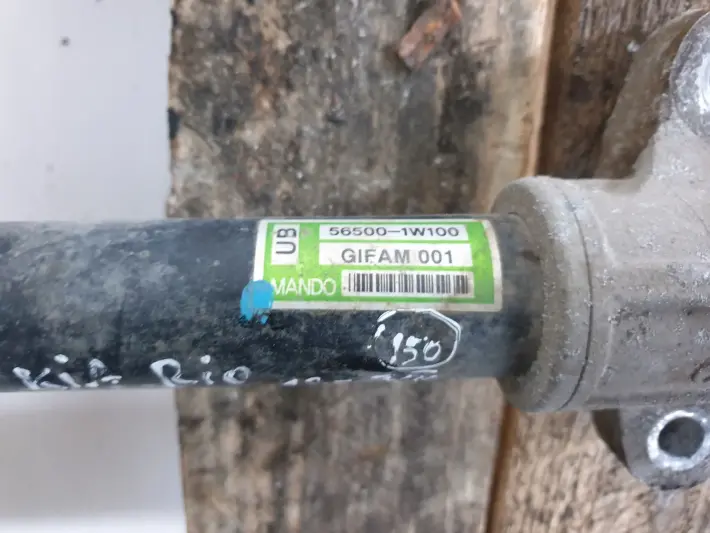 UB
56500-1W100
GIFAM 001
MANDO
150
Kia Rio